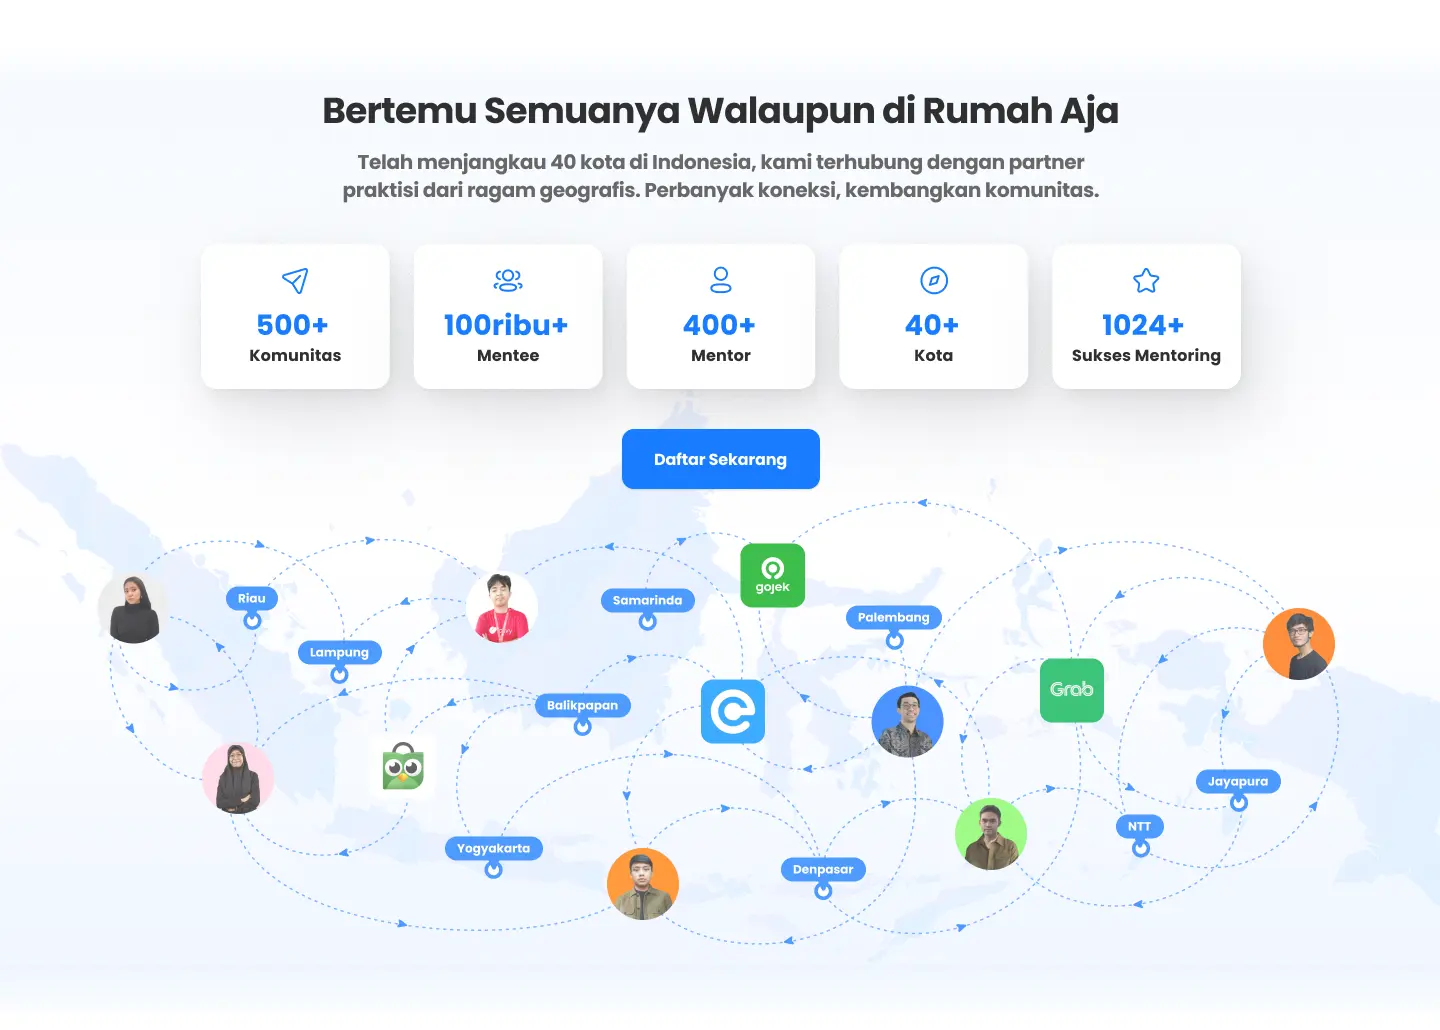 Bertemu Semuanya Walaupun di Rumah Aja
Telah menjangkau 40 kota di Indonesia, kami terhubung dengan partner
praktisi dari ragam geografis. Perbanyak koneksi, kembangkan komunitas.
500+
Komunitas
100ribu+
Mentee
400+
Mentor
40+
Kota
1024+
Sukses Mentoring
Daftar Sekarang
gojek
Riau
Samarinda
Palembang
Lampung
Grab
Balikpapan
Jayapura
NTT
Yogyakarta
Denpasar